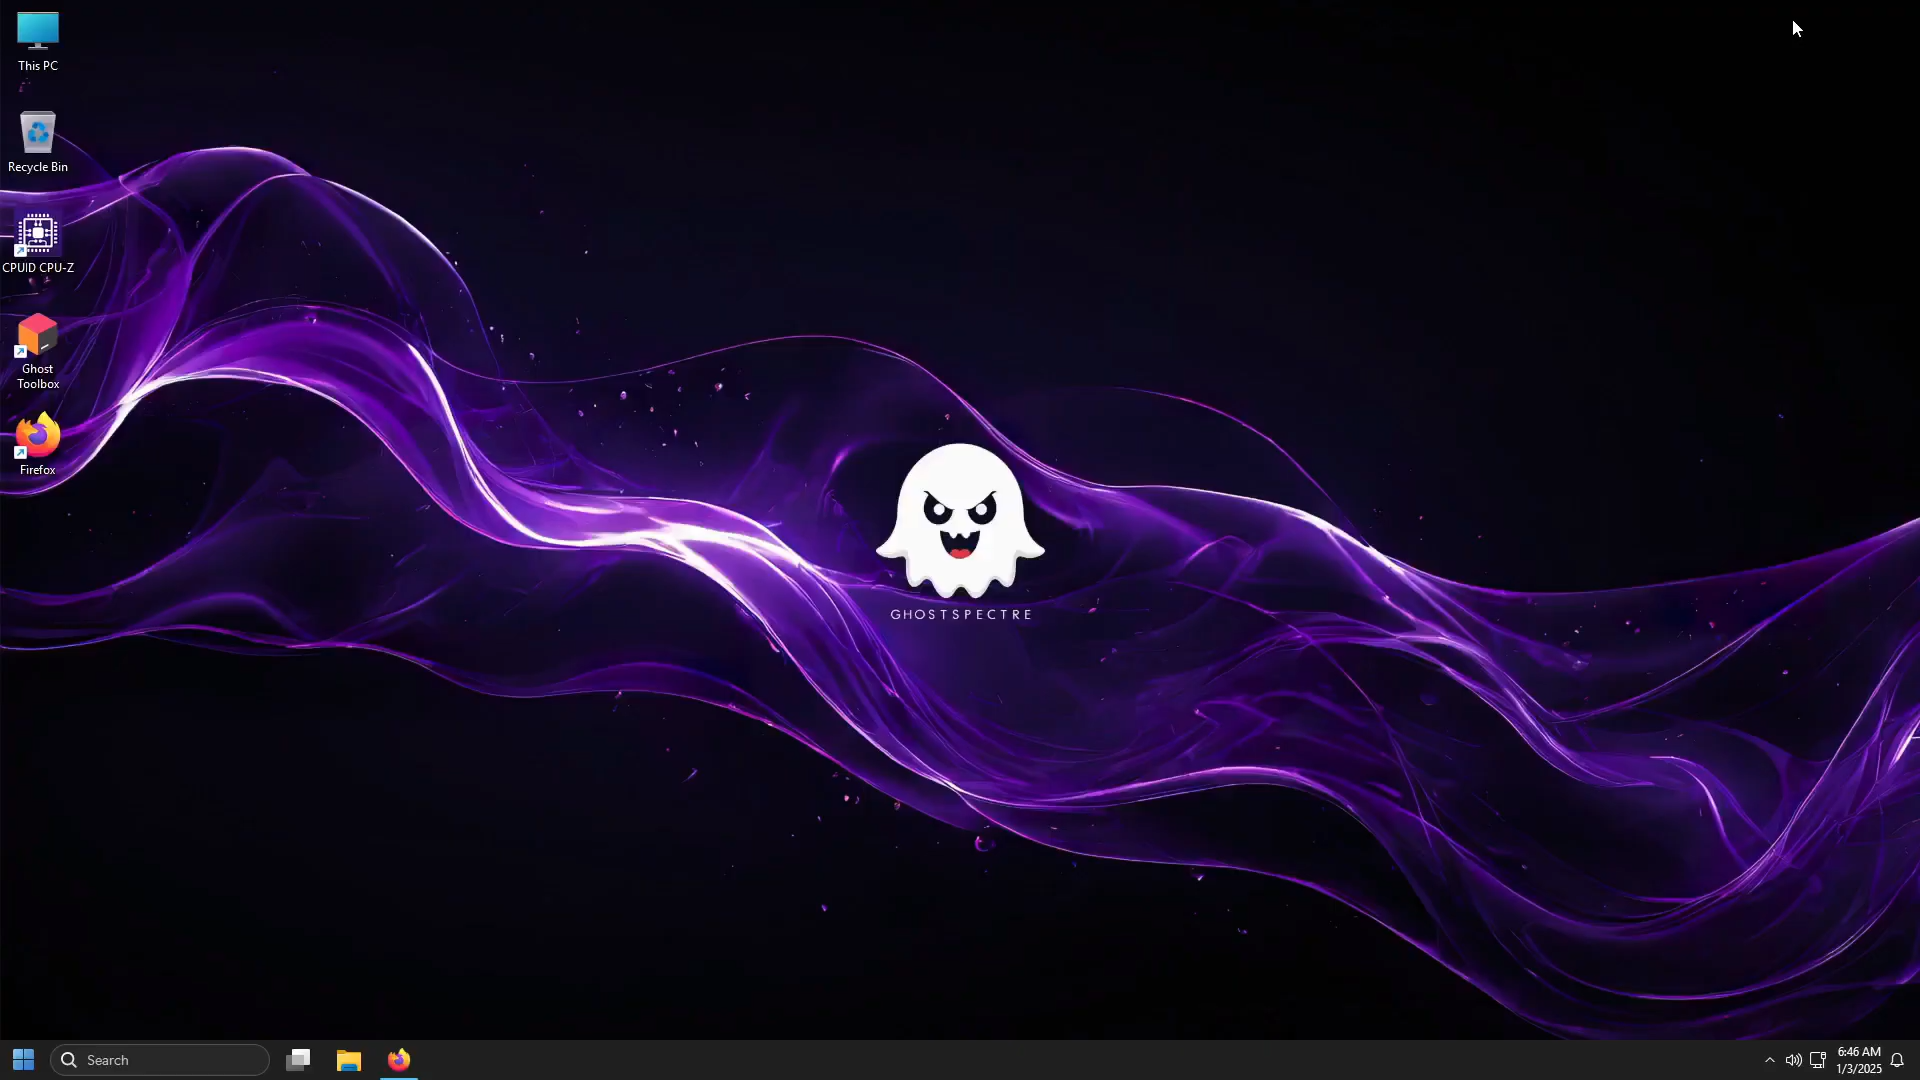 This PC
Recycle Bin
CPUID CPU-Z
Ghost
Toolbox
Firefox
GHOSTSPECTRE
Search
6:46 AM
1/3/2025